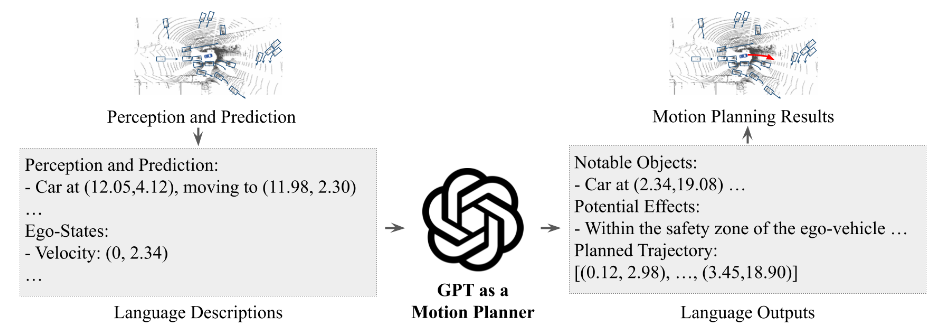 Perception and Prediction
Perception and Prediction:
- Car at (12.05,4.12), moving to (11.98, 2.30)
…
Ego-States:
- Velocity: (0, 2.34)
…
Language Descriptions
GPT as a
Motion Planner
Motion Planning Results
Notable Objects:
- Car at (2.34,19.08) …
Potential Effects:
- Within the safety zone of the ego-vehicle …
Planned Trajectory:
[(0.12, 2.98), …, (3.45,18.90)]
Language Outputs